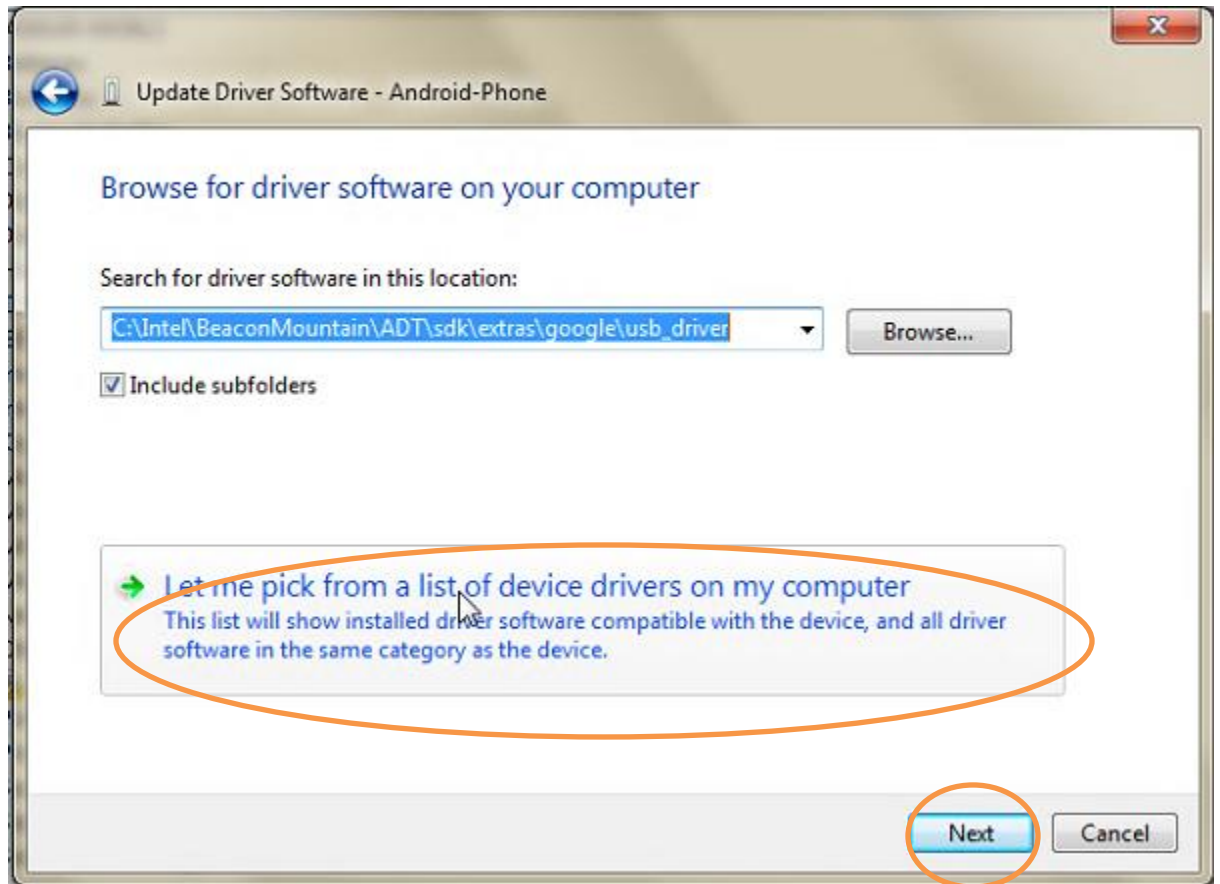 Update Driver Software - Android-Phone
Browse for driver software on your computer
Search for driver software in this location:
C:\Intel\BeaconMountain\ADT\sdk\extras\google\usb_driver
Browse...
Include subfolders
Let me pick from a list of device drivers on my computer
This list will show installed driver software compatible with the device, and all driver
software in the same category as the device.
Next
Cancel